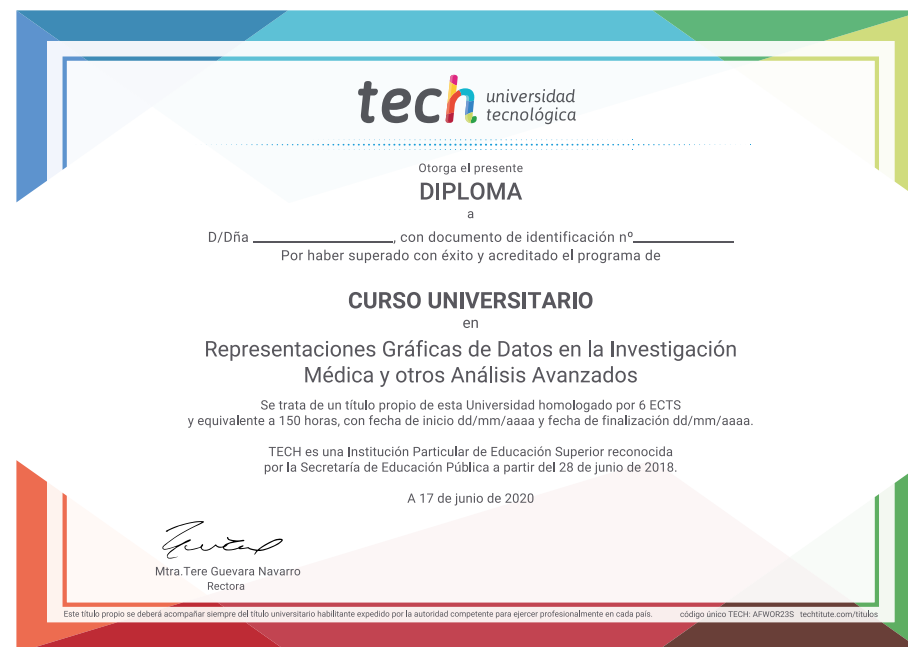 tech universidad
tecnológica
Otorga el presente
DIPLOMA
a
D/Dña ____________, con documento de identificación nº____________
Por haber superado con éxito y acreditado el programa de
CURSO UNIVERSITARIO
en
Representaciones Gráficas de Datos en la Investigación
Médica y otros Análisis Avanzados
Se trata de un título propio de esta Universidad homologado por 6 ECTS
y equivalente a 150 horas, con fecha de inicio dd/mm/aaaa y fecha de finalización dd/mm/aaaa.
TECH es una Institución Particular de Educación Superior reconocida
por la Secretaría de Educación Pública a partir del 28 de junio de 2018.
A 17 de junio de 2020
Mtra.Tere Guevara Navarro
Rectora
Este título propio se deberá acompañar siempre del título universitario habilitante expedido por la autoridad competente para ejercer profesionalmente en cada país. código único TECH: AFWOR23S techtitute.com/titulos